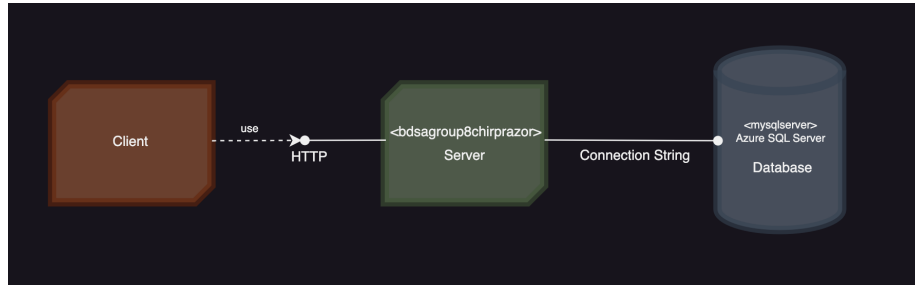 Client
use
HTTP
<bdsagroup8chirprazor>
Server
Connection String
<mysqlserver>
Azure SQL Server
Database